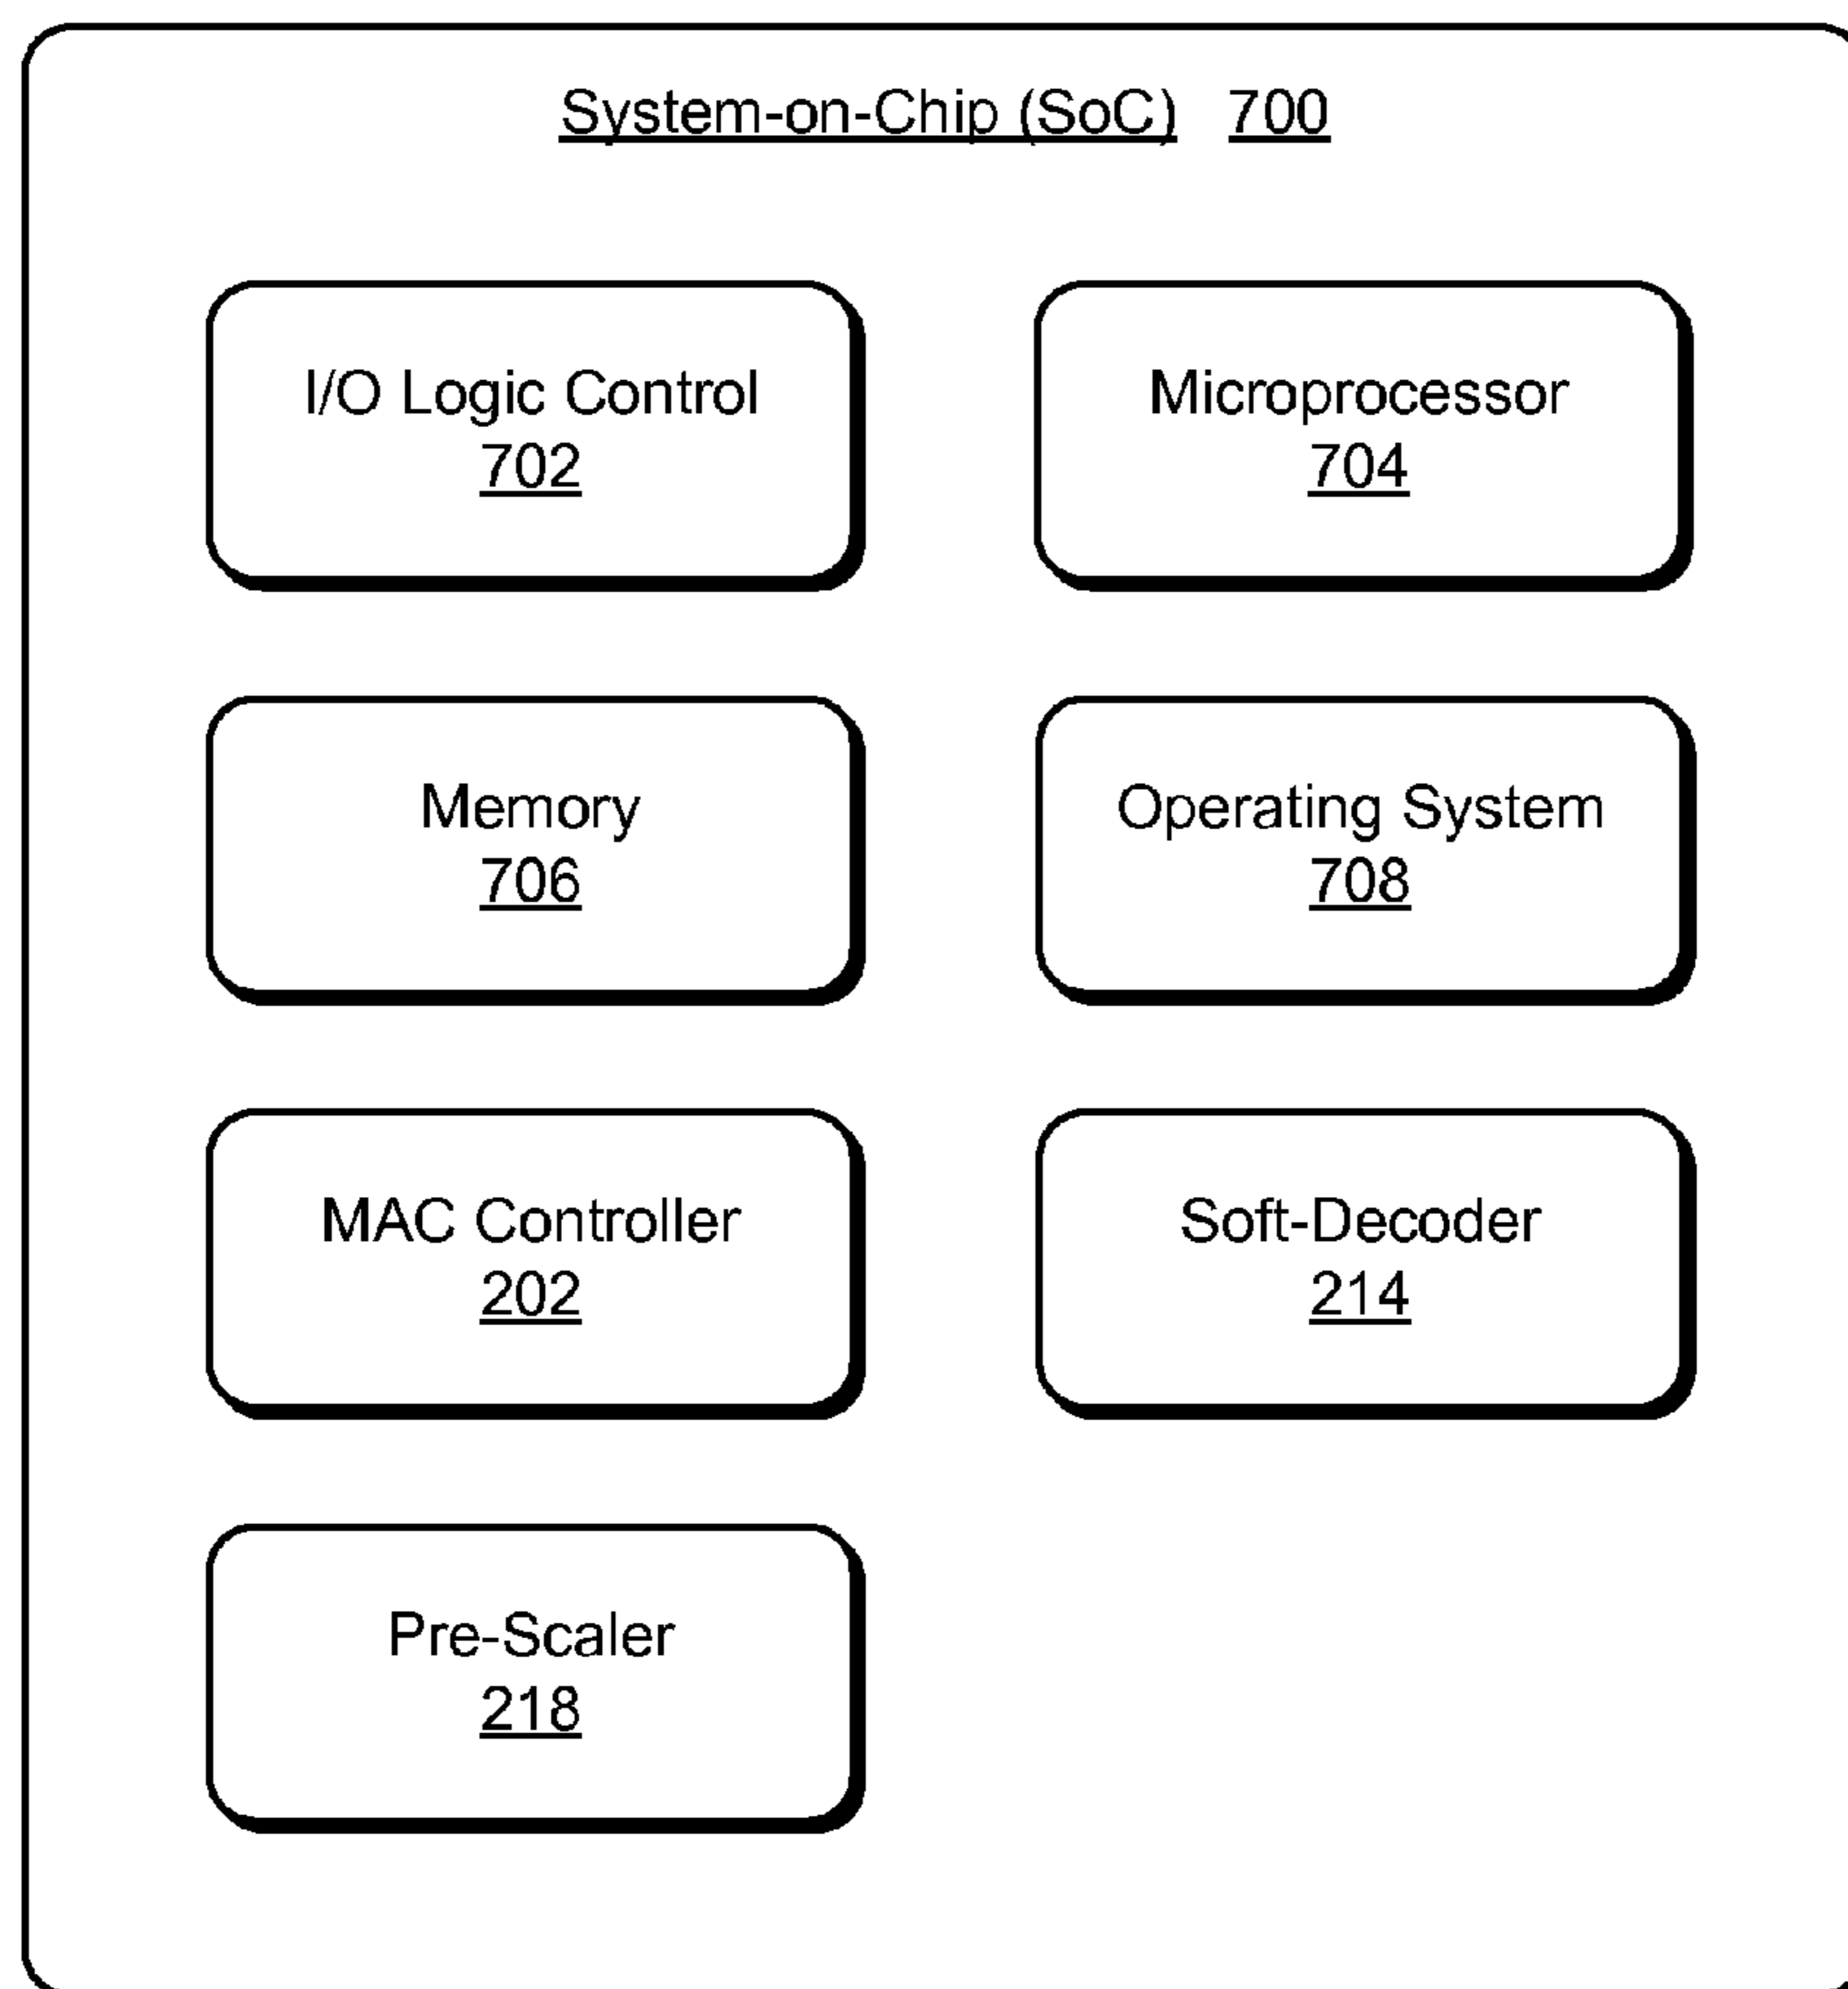 System-on-Chip (SoC) 700
I/O Logic Control
702
Microprocessor
704
Memory
706
Operating System
708
MAC Controller
202
Soft-Decoder
214
Pre-Scaler
218